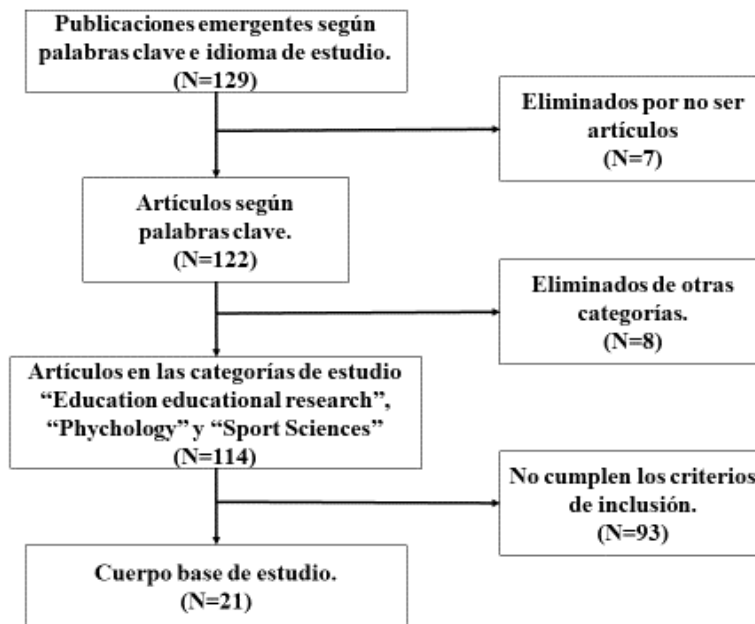 Publicaciones emergentes según
palabras clave e idioma de estudio.
(N=129)
Eliminados por no ser
artículos
(N=7)
Artículos según
palabras clave.
(N=122)
Eliminados de otras
categorías.
(N=8)
Artículos en las categorías de estudio
“Education educational research”,
“Phychology” y “Sport Sciences”
(N=114)
No cumplen los criterios
de inclusión.
(N=93)
Cuerpo base de estudio.
(N=21)